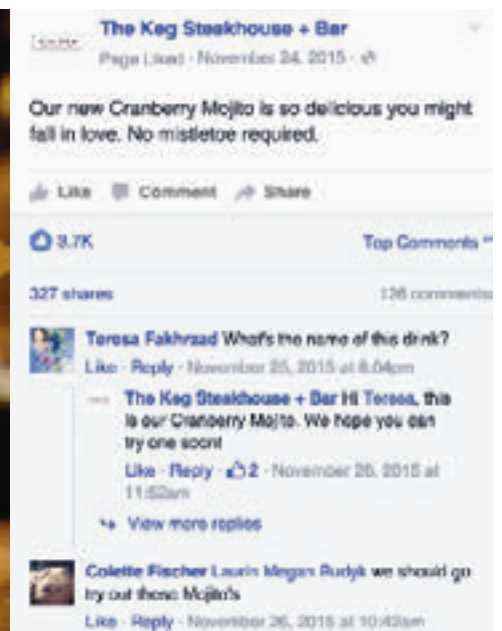 The Keg Steakhouse + Bar
Page Liked · November 24, 2015 ·
Our new Cranberry Mojito is so delicious you might
fall in love. No mistletoe required.
Like Comment Share
3.7K Top Comments
327 shares 126 comments
Teresa Fakhraad What's the name of this drink?
Like · Reply · November 25, 2015 at 8:04pm
The Keg Steakhouse + Bar Hi Teresa, this
is our Cranberry Mojito. We hope you can
try one soon!
Like · Reply · 2 · November 26, 2015 at
11:52am
View more replies
Colette Fischer Laurin Megan Rudyk we should go
try out these Mojito's
Like · Reply · November 26, 2015 at 10:42am